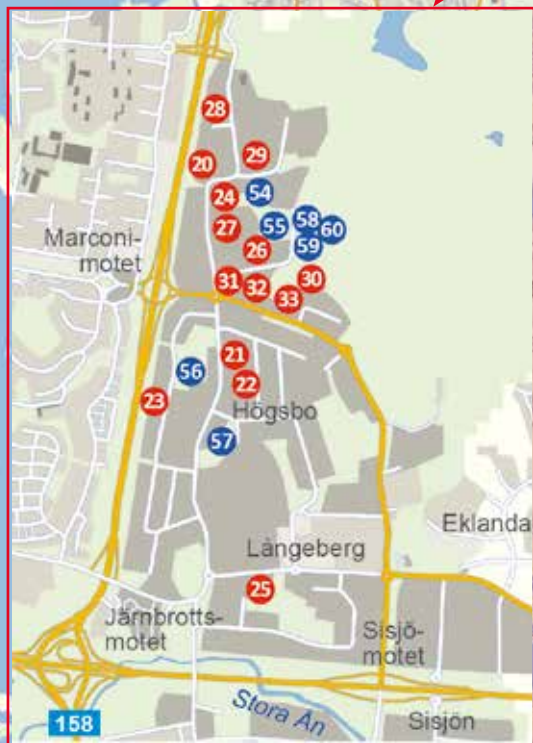 28
20
29
24
54
27
55
58
60
26
59
Marconi-
motet
31
32
33
30
21
56
22
23
Högsbo
57
Eklanda
Långeberg
25
Järnbrotts-
motet
Sisjö-
motet
Stora Ån
158
Sisjön